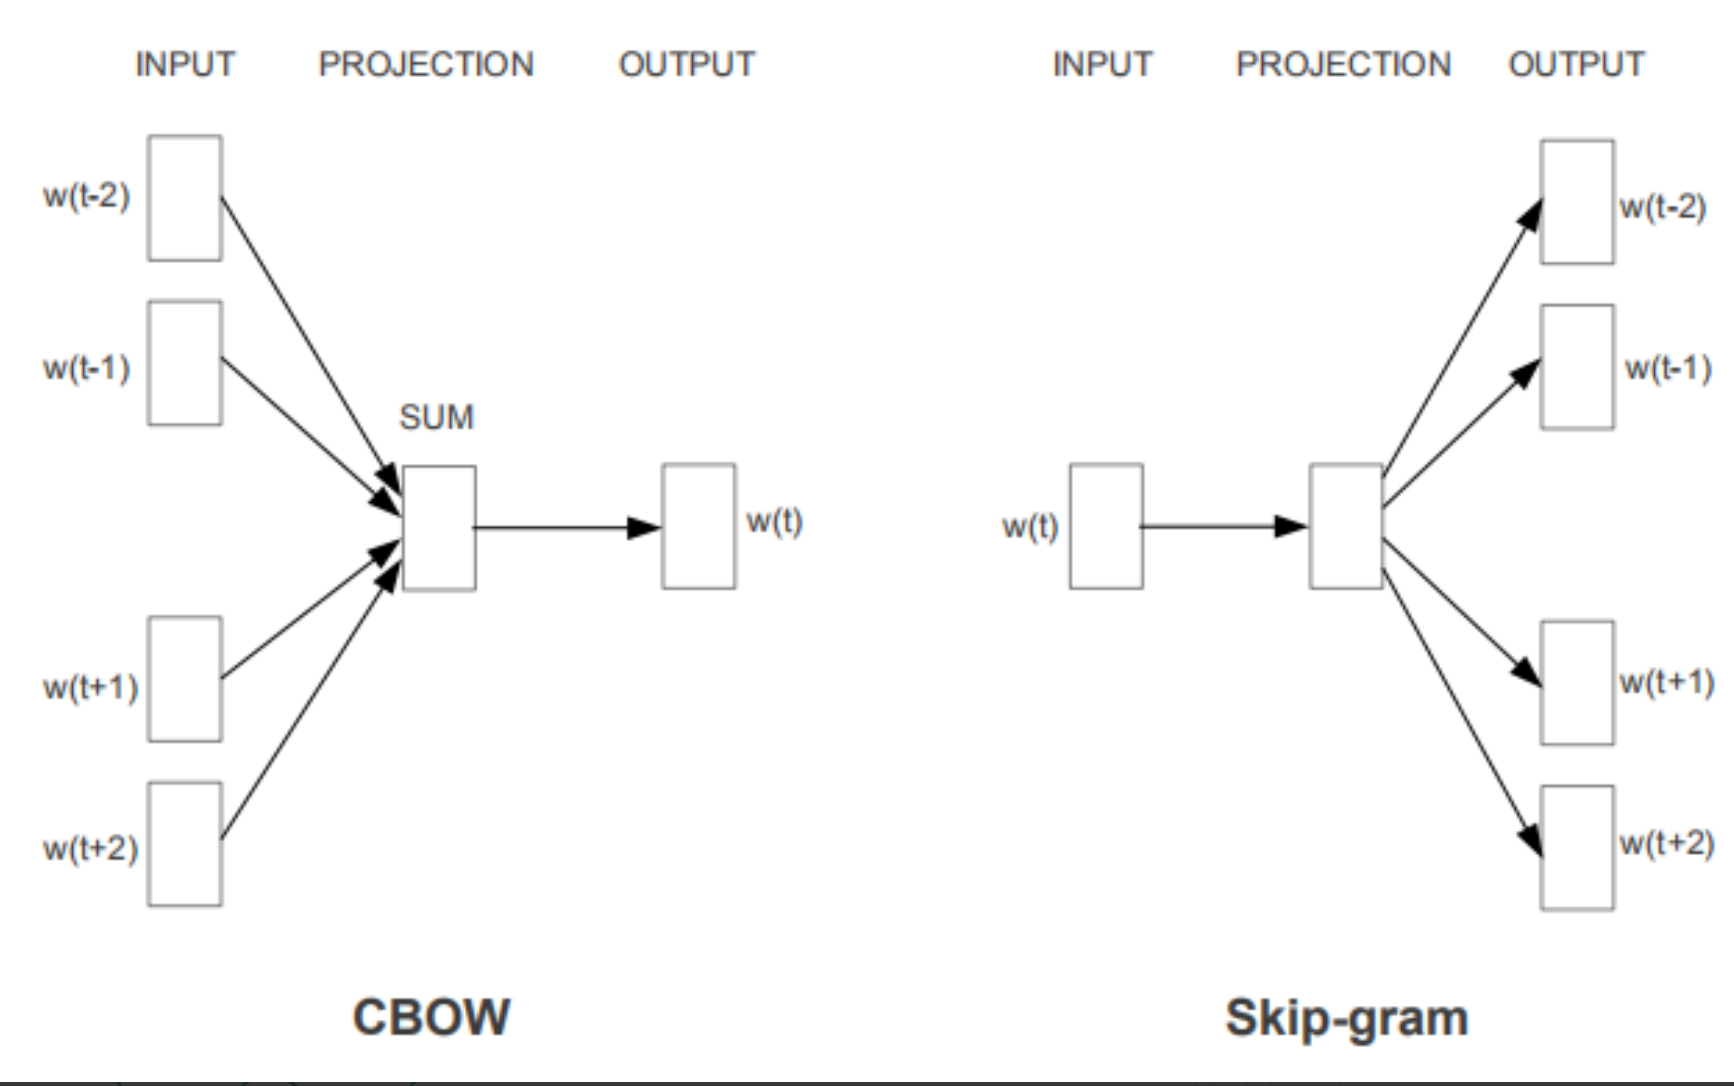 INPUT PROJECTION OUTPUT
w(t-2)
w(t-1)
SUM
w(t)
w(t+1)
w(t+2)
CBOW
INPUT PROJECTION OUTPUT
w(t-2)
w(t-1)
w(t)
w(t+1)
w(t+2)
Skip-gram